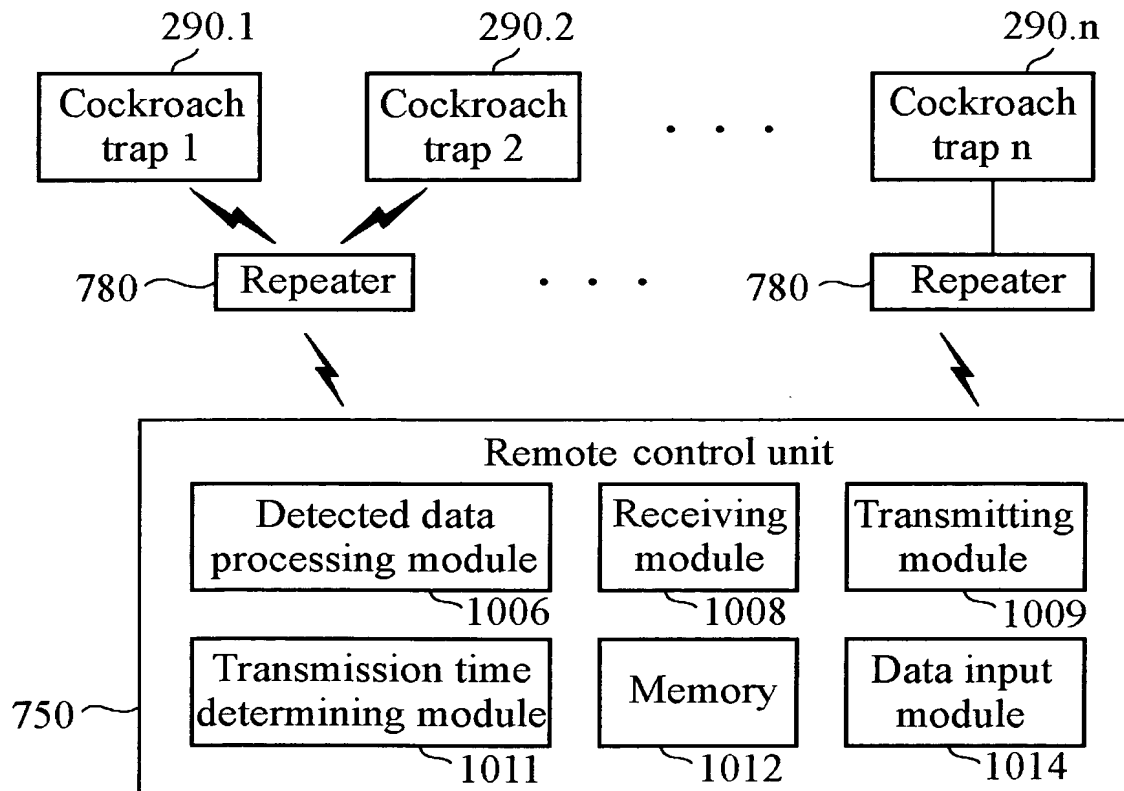 290.1
290.2
290.n
Cockroach
trap 1
Cockroach
trap 2
. . .
Cockroach
trap n
780
Repeater
. . .
780
Repeater
Remote control unit
Detected data
processing module
1006
Receiving
module
1008
Transmitting
module
1009
750
Transmission time
determining module
1011
Memory
1012
Data input
module
1014